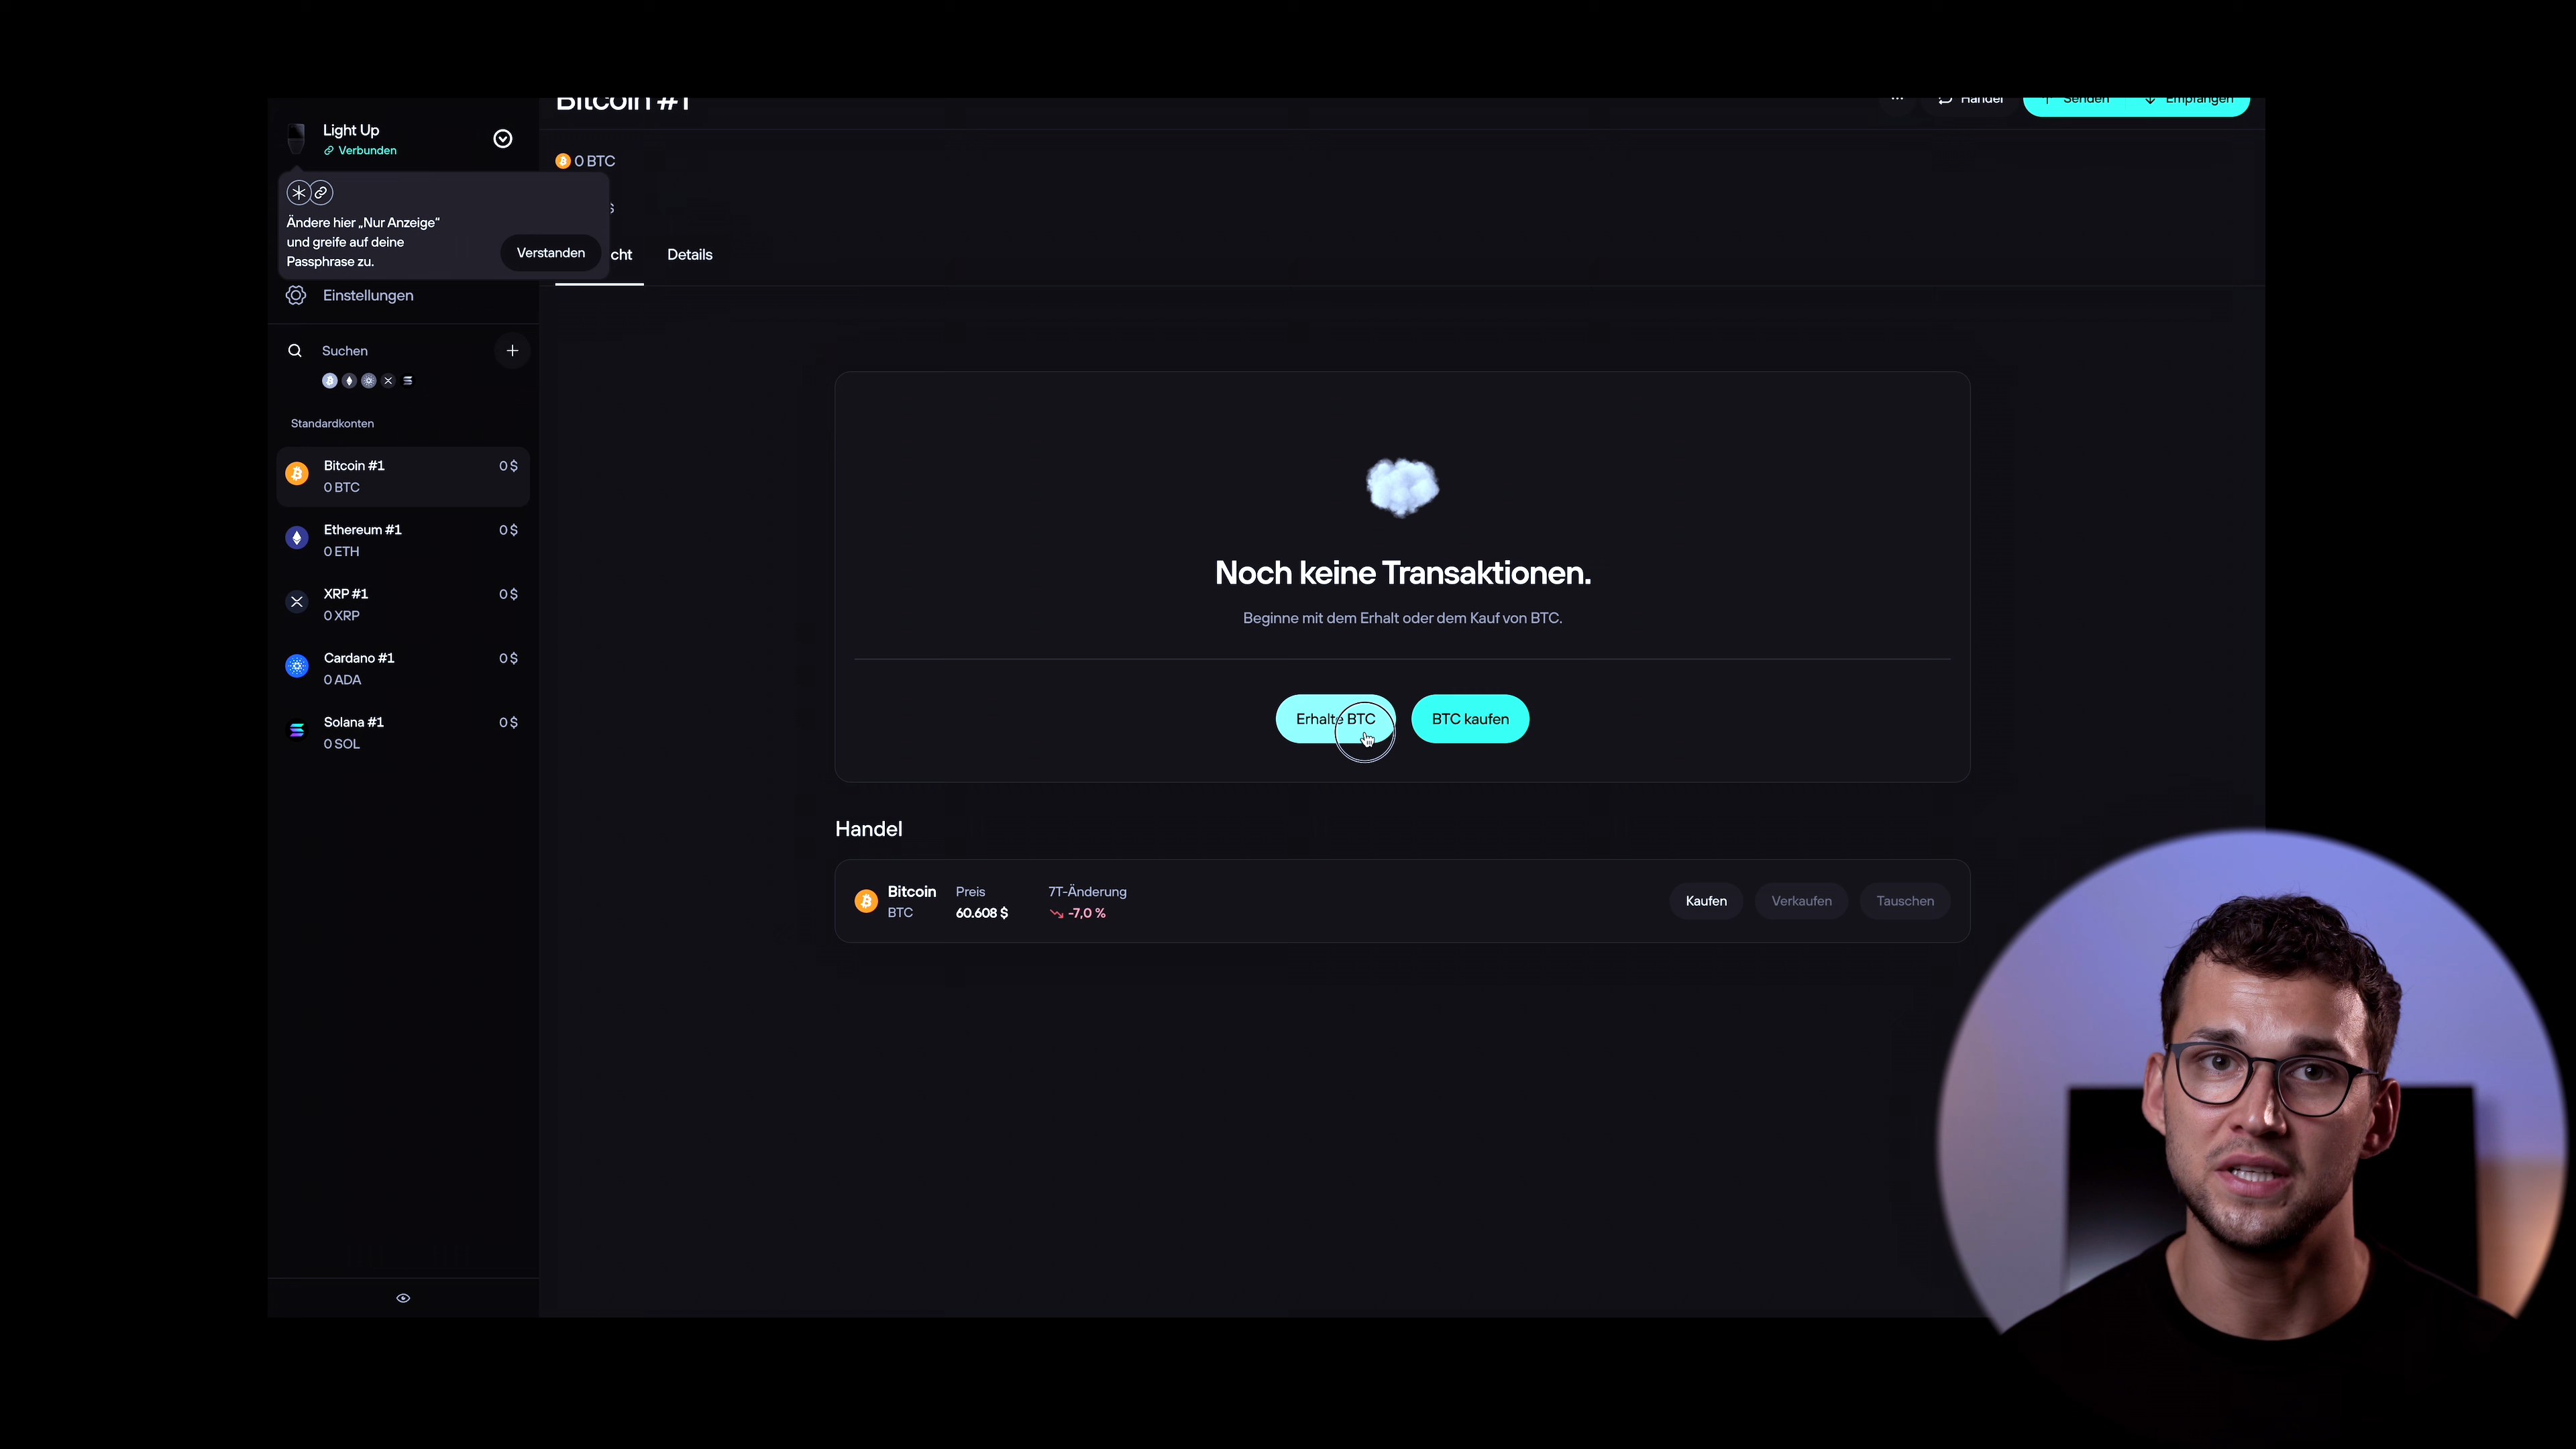 Bitcoin #1
Handel
Senden
Empfangen
Light Up
Verbunden
0 BTC
Ändere hier „Nur Anzeige“
und greife auf deine
Passphrase zu.
Verstanden
$
cht
Details
Einstellungen
Suchen
Standardkonten
Bitcoin #1
0 $
0 BTC
Ethereum #1
0 $
0 ETH
XRP #1
0 $
0 XRP
Cardano #1
0 $
0 ADA
Solana #1
0 $
0 SOL
Noch keine Transaktionen.
Beginne mit dem Erhalt oder dem Kauf von BTC.
Erhalte BTC
BTC kaufen
Handel
Bitcoin
BTC
Preis
60.608 $
7T-Änderung
-7,0 %
Kaufen
Verkaufen
Tauschen